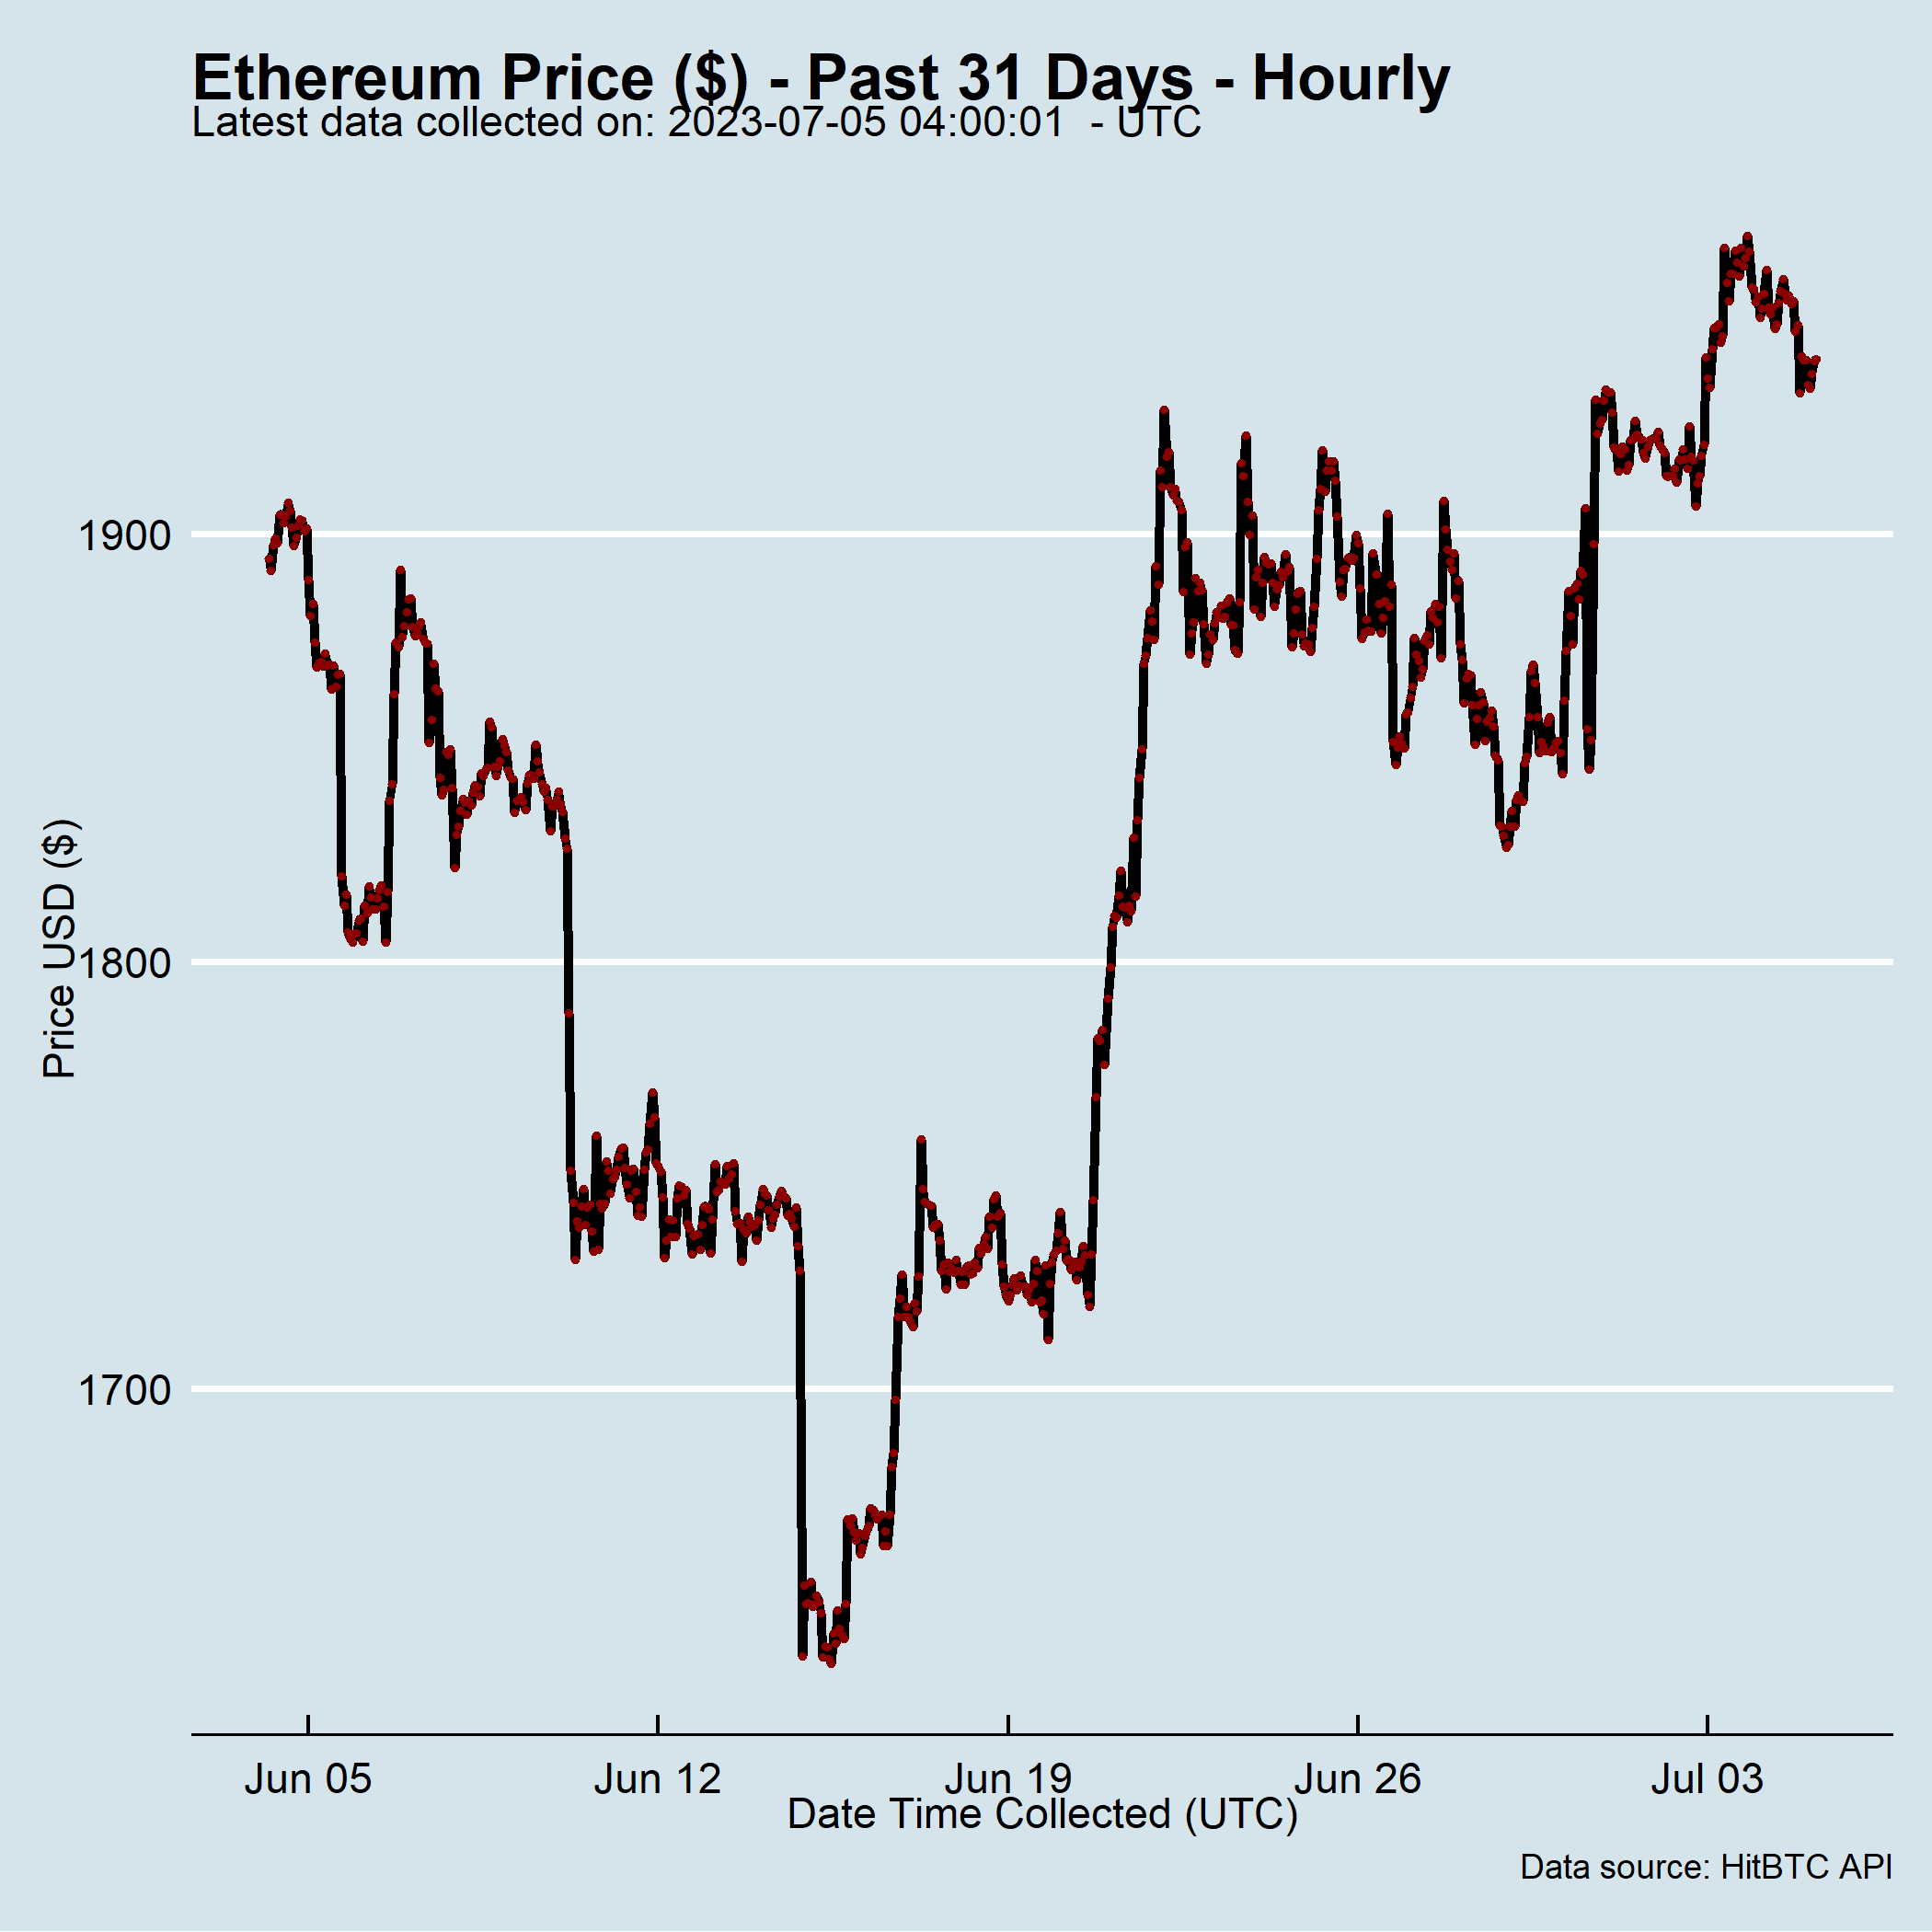 Ethereum Price ($) - Past 31 Days - Hourly
Latest data collected on: 2023-07-05 04:00:01  - UTC
Price USD ($)
1900
1800
1700
Jun 05
Jun 12
Jun 19
Jun 26
Jul 03
Date Time Collected (UTC)
Data source: HitBTC API